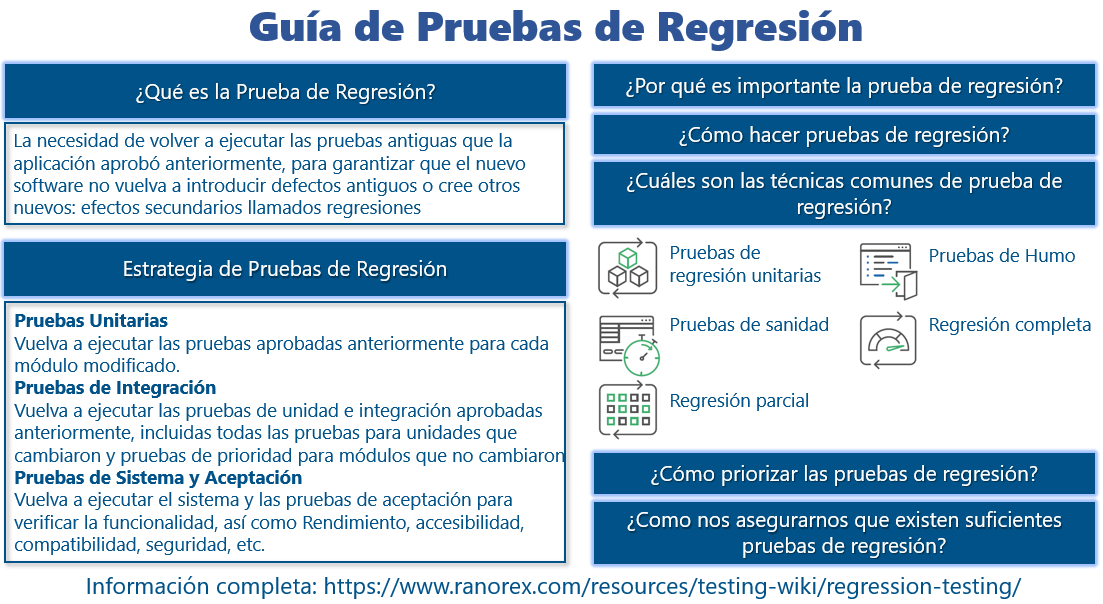 Guía de Pruebas de Regresión
¿Qué es la Prueba de Regresión?
La necesidad de volver a ejecutar las pruebas antiguas que la
aplicación aprobó anteriormente, para garantizar que el nuevo
software no vuelva a introducir defectos antiguos o cree otros
nuevos: efectos secundarios llamados regresiones
Estrategia de Pruebas de Regresión
Pruebas Unitarias
Vuelva a ejecutar las pruebas aprobadas anteriormente para cada
módulo modificado.
Pruebas de Integración
Vuelva a ejecutar las pruebas de unidad e integración aprobadas
anteriormente, incluidas todas las pruebas para unidades que
cambiaron y pruebas de prioridad para módulos que no cambiaron
Pruebas de Sistema y Aceptación
Vuelva a ejecutar el sistema y las pruebas de aceptación para
verificar la funcionalidad, así como Rendimiento, accesibilidad,
compatibilidad, seguridad, etc.
¿Por qué es importante la prueba de regresión?
¿Cómo hacer pruebas de regresión?
¿Cuáles son las técnicas comunes de prueba de
regresión?
Pruebas de
regresión unitarias
Pruebas de Humo
Pruebas de sanidad
Regresión completa
Regresión parcial
¿Cómo priorizar las pruebas de regresión?
¿Como nos asegurarnos que existen suficientes
pruebas de regresión?
Información completa: https://www.ranorex.com/resources/testing-wiki/regression-testing/